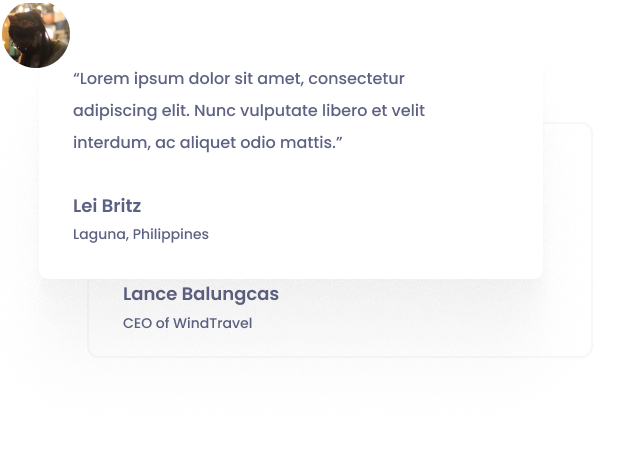 “Lorem ipsum dolor sit amet, consectetur
adipiscing elit. Nunc vulputate libero et velit
interdum, ac aliquet odio mattis.”
Lei Britz
Laguna, Philippines
Lance Balungcas
CEO of WindTravel